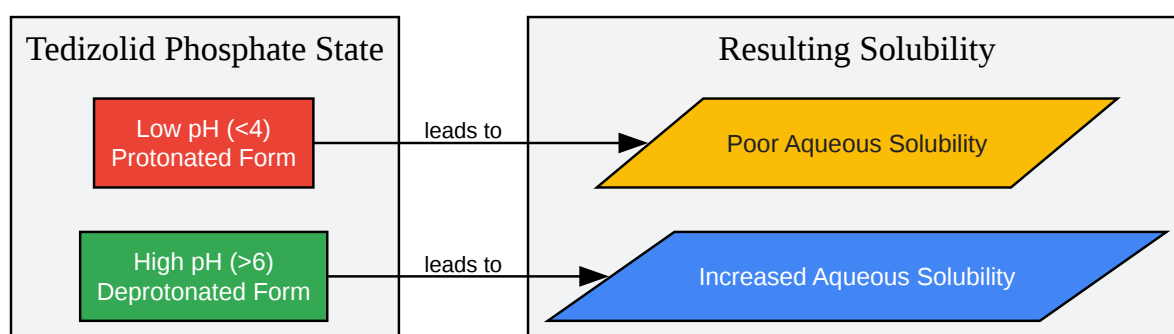 Tedizolid Phosphate State
Low pH (<4)
Protonated Form
High pH (>6)
Deprotonated Form
leads to
leads to
Resulting Solubility
Poor Aqueous Solubility
Increased Aqueous Solubility